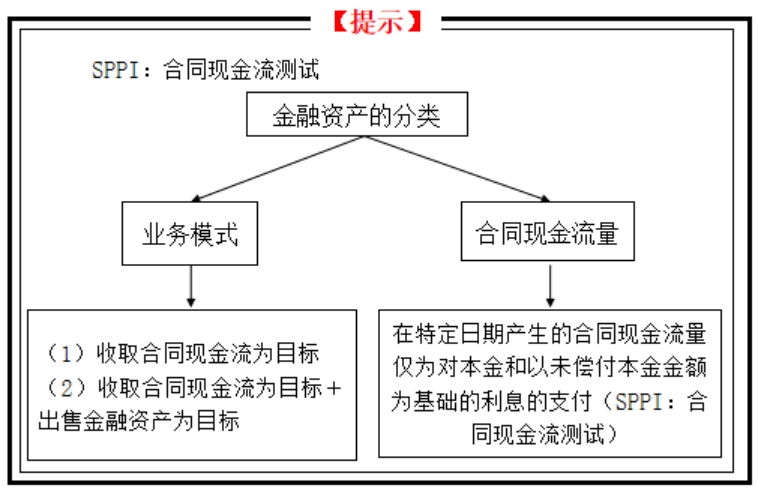 【提示】
SPPI：合同现金流测试
金融资产的分类
业务模式
合同现金流量
（1）收取合同现金流为目标
（2）收取合同现金流为目标＋
出售金融资产为目标
在特定日期产生的合同现金流量
仅为对本金和以未偿付本金金额
为基础的利息的支付（SPPI：合
同现金流测试）